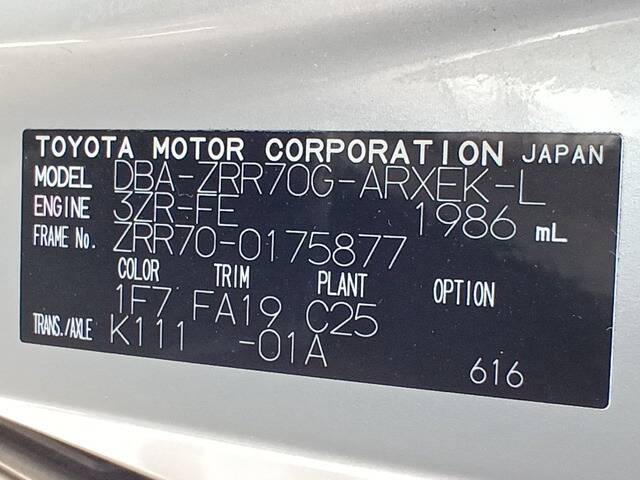 TOYOTA MOTOR CORPORATION JAPAN
MODEL DBA-ZRR70G-ARXEK-L
ENGINE 3ZR-FE 1986 mL
FRAME No. ZRR70-0175877
COLOR TRIM PLANT OPTION
1F7 FA19 C25
TRANS./AXLE K111 -01A
616